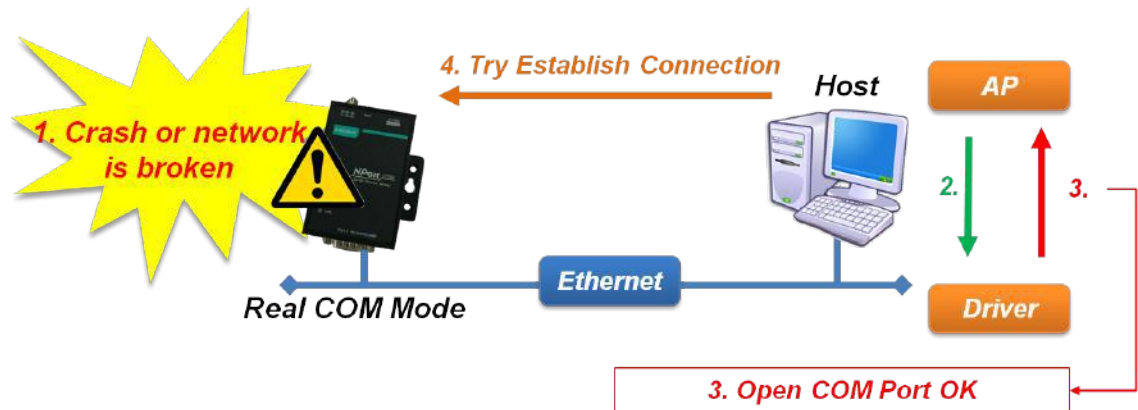 4. Try Establish Connection
Host
AP
1. Crash or network
is broken
NPort
2.
3.
Ethernet
Real COM Mode
Driver
3. Open COM Port OK